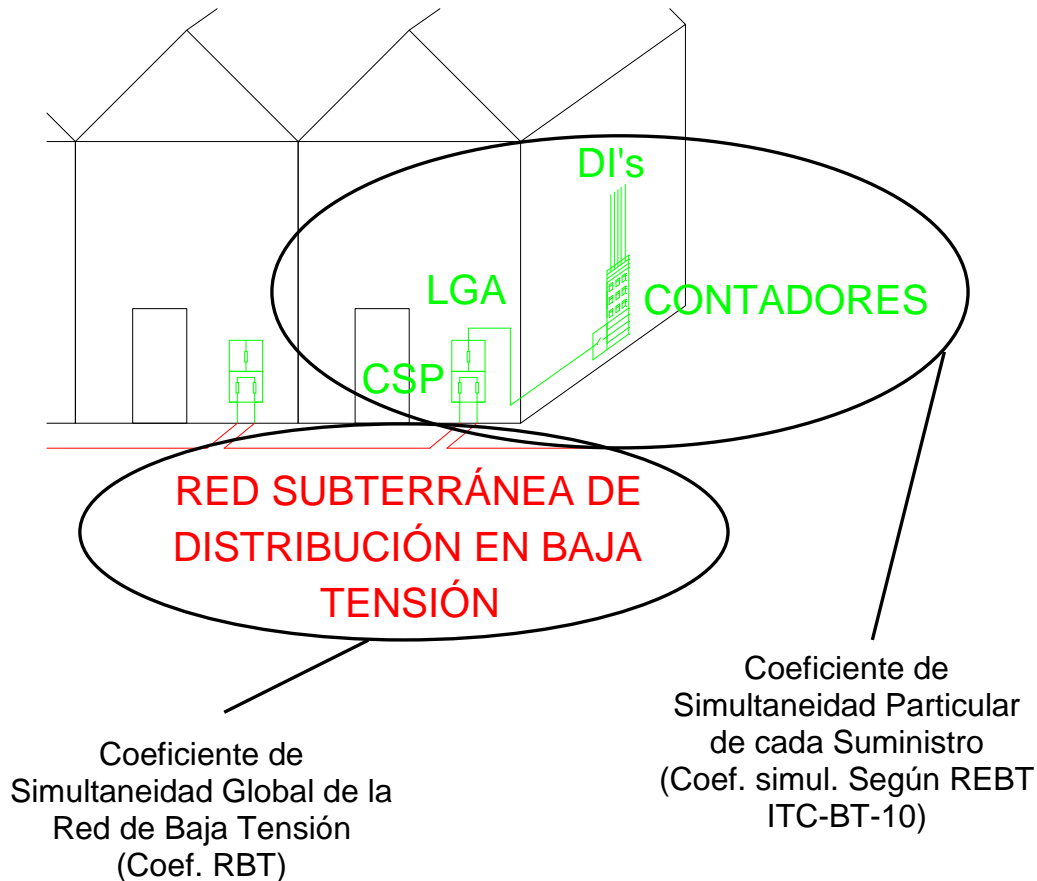 DI's
LGA
CONTADORES
CSP
RED SUBTERRÁNEA DE
DISTRIBUCIÓN EN BAJA
TENSIÓN
Coeficiente de
Simultaneidad Particular
de cada Suministro
(Coef. simul. Según REBT
ITC-BT-10)
Coeficiente de
Simultaneidad Global de la
Red de Baja Tensión
(Coef. RBT)